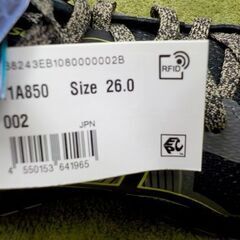 38243EB1080000002B
RFID
1A850 Size 26.0
002
JPN
4 550153 641965